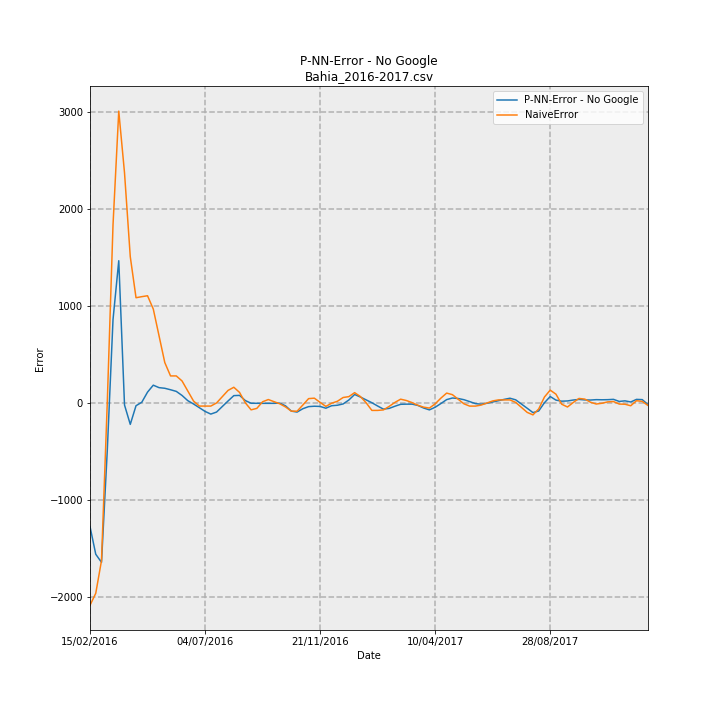 P-NN-Error - No Google
Bahia_2016-2017.csv
P-NN-Error - No Google
NaiveError
3000
2000
1000
0
−1000
−2000
Error
15/02/2016
04/07/2016
21/11/2016
10/04/2017
28/08/2017
Date